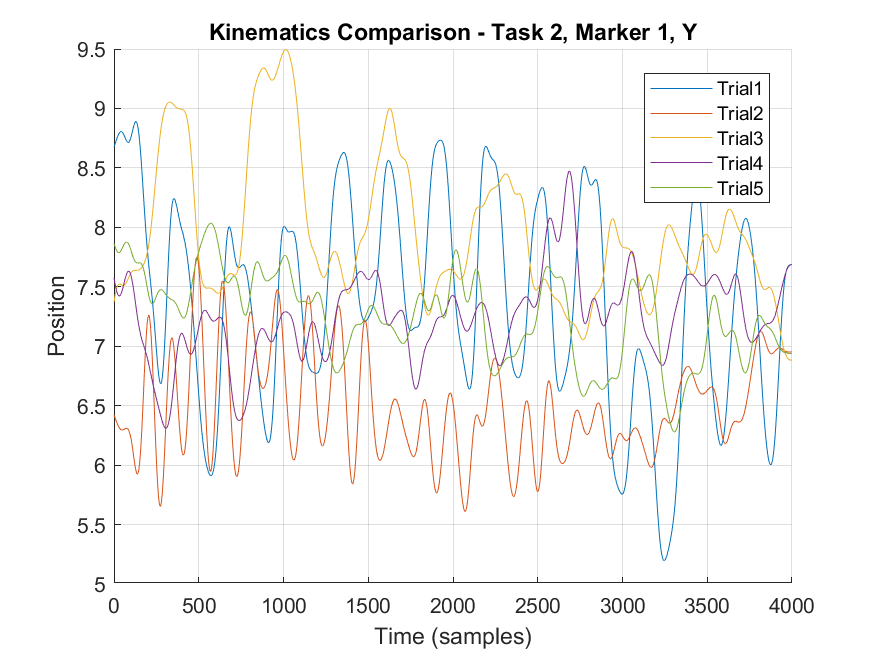 Kinematics Comparison - Task 2, Marker 1, Y
9.5
9
8.5
8
7.5
7
6.5
6
5.5
5
Position
Trial1
Trial2
Trial3
Trial4
Trial5
0 500 1000 1500 2000 2500 3000 3500 4000
Time (samples)